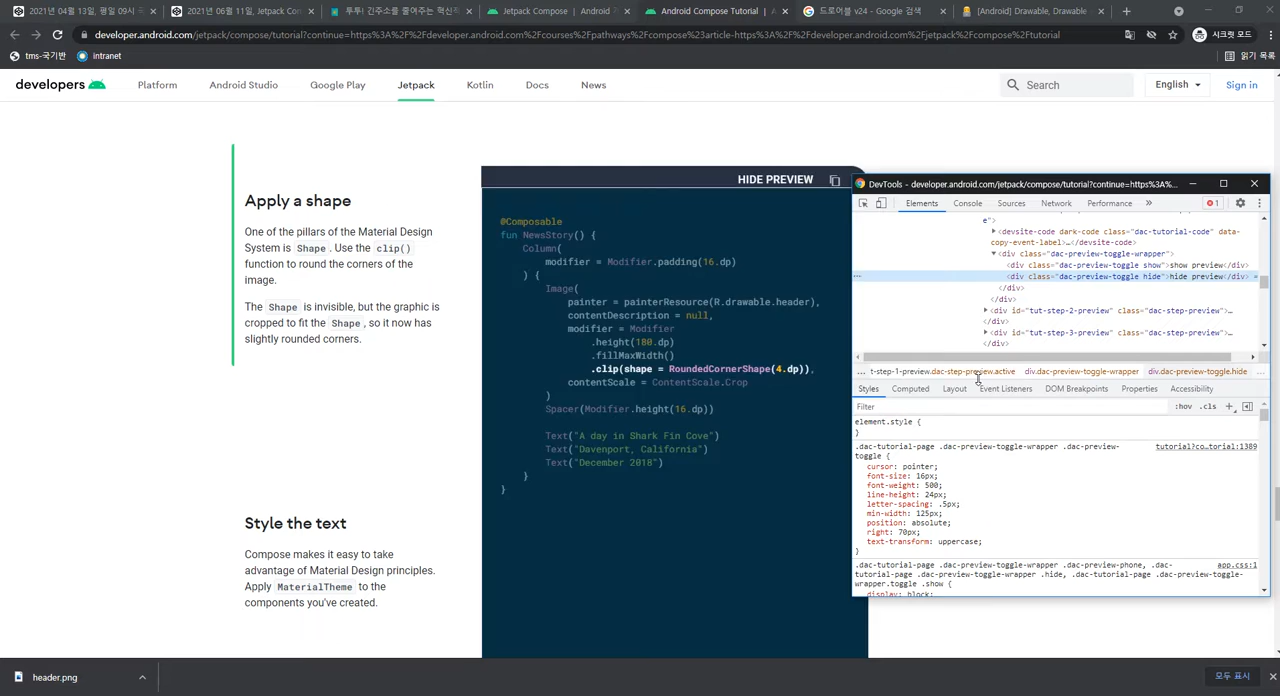 2021년 04월 13일, 평일 09시
2021년 06월 11일, Jetpack Con
투투! 긴주소를 줄여주는 혁신적
Jetpack Compose | Android
Android Compose Tutorial | A
드로어블 v24 - Google 검색
[Android] Drawable, Drawable
developer.android.com/jetpack/compose/tutorial?continue=https%3A%2F%2Fdeveloper.android.com%2Fcourses%2Fpathways%2Fcompose%23article-https%3A%2F%2Fdeveloper.android.com%2Fjetpack%2Fcompose%2Ftutorial
시크릿 모드
tms-국기반
intranet
읽기 목록
developers
Platform
Android Studio
Google Play
Jetpack
Kotlin
Docs
News
Search
English
Sign in
Apply a shape
One of the pillars of the Material Design
System is Shape. Use the clip()
function to round the corners of the
image.
The Shape is invisible, but the graphic is
cropped to fit the Shape, so it now has
slightly rounded corners.
Style the text
Compose makes it easy to take
advantage of Material Design principles.
Apply MaterialTheme to the
components you've created.
HIDE PREVIEW
@Composable
fun NewsStory() {
Column(
modifier = Modifier.padding(16.dp)
) {
Image(
painter = painterResource(R.drawable.header),
contentDescription = null,
modifier = Modifier
.height(180.dp)
.fillMaxWidth()
.clip(shape = RoundedCornerShape(4.dp)),
contentScale = ContentScale.Crop
)
Spacer(Modifier.height(16.dp))
Text("A day in Shark Fin Cove")
Text("Davenport, California")
Text("December 2018")
}
}
DevTools - developer.android.com/jetpack/compose/tutorial?continue=https%3A%...
Elements
Console
Sources
Network
Performance
»
1
e">
<devsite-code dark-code class="dac-tutorial-code" data-
copy-event-label>…</devsite-code>
<div class="dac-preview-toggle-wrapper">
<div class="dac-preview-toggle show">show preview</div>
<div class="dac-preview-toggle hide">hide preview</div> =
</div>
</div>
<div id="tut-step-2-preview" class="dac-step-preview">…
</div>
<div id="tut-step-3-preview" class="dac-step-preview">…
</div>
... t-step-1-preview.dac-step-preview.active
div.dac-preview-toggle-wrapper
div.dac-preview-toggle.hide
...
Styles
Computed
Layout
Event Listeners
DOM Breakpoints
Properties
Accessibility
Filter
:hov
.cls
+
element.style {
}
.dac-tutorial-page .dac-preview-toggle-wrapper .dac-preview-
toggle {
tutorial?co…torial:1389
cursor: pointer;
font-size: 16px;
font-weight: 500;
line-height: 24px;
letter-spacing: .5px;
min-width: 125px;
position: absolute;
right: 70px;
text-transform: uppercase;
}
.dac-tutorial-page .dac-preview-toggle-wrapper .dac-preview-phone, .dac-
app.css:1
tutorial-page .dac-preview-toggle-wrapper .hide, .dac-tutorial-page .dac-preview-toggle-
wrapper.toggle .show {
display: block;
header.png
모두 표시